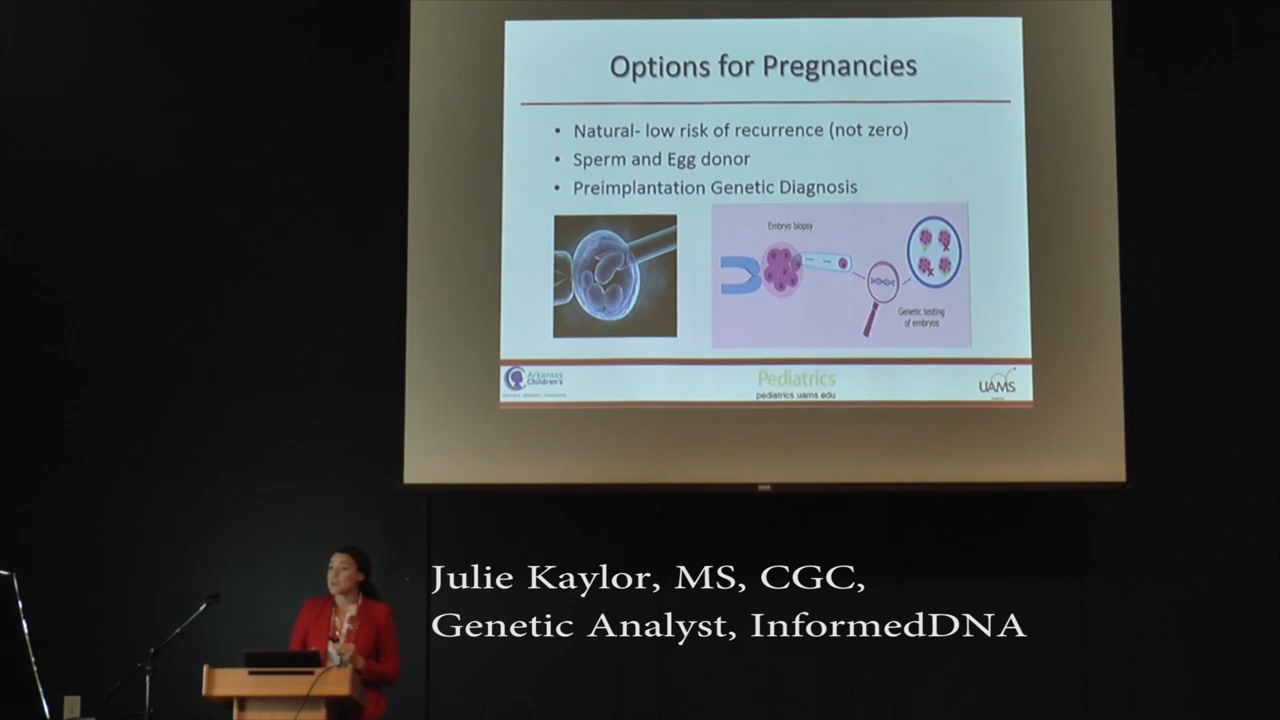 Options for Pregnancies
• Natural- low risk of recurrence (not zero)
• Sperm and Egg donor
• Preimplantation Genetic Diagnosis
Embryo biopsy
Genetic testing
of embryos
Arkansas
Children's
Pediatrics
pediatrics.uams.edu
UAMS
Julie Kaylor, MS, CGC,
Genetic Analyst, InformedDNA